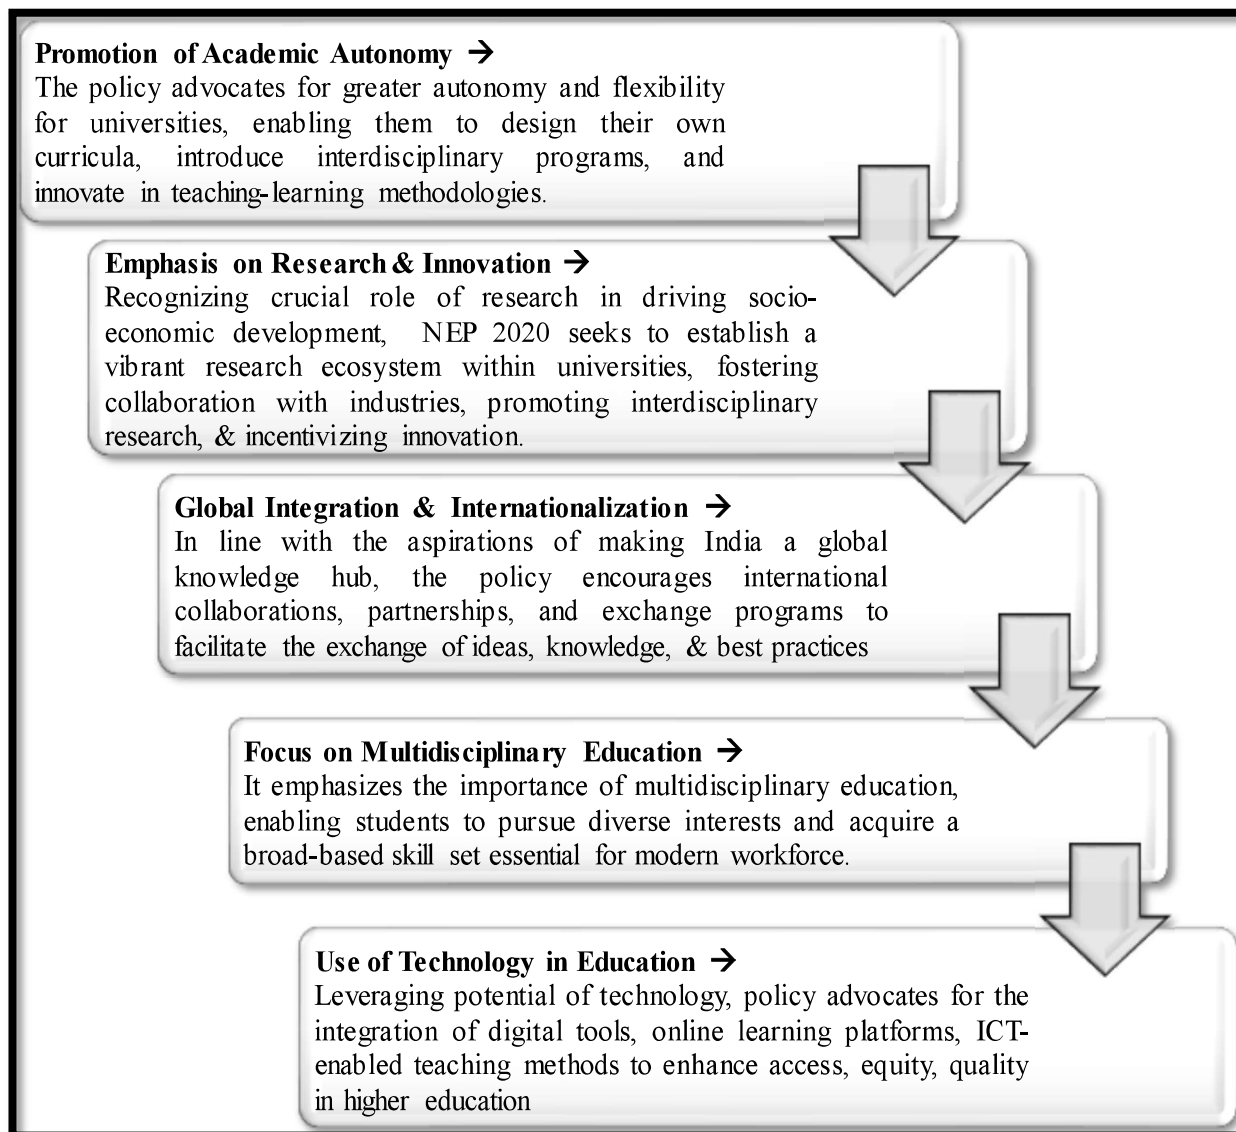 Promotion of Academic Autonomy →
The policy advocates for greater autonomy and flexibility
for universities, enabling them to design their own
curricula, introduce interdisciplinary programs, and
innovate in teaching-learning methodologies.
Emphasis on Research & Innovation →
Recognizing crucial role of research in driving socio-
economic development, NEP 2020 seeks to establish a
vibrant research ecosystem within universities, fostering
collaboration with industries, promoting interdisciplinary
research, & incentivizing innovation.
Global Integration & Internationalization →
In line with the aspirations of making India a global
knowledge hub, the policy encourages international
collaborations, partnerships, and exchange programs to
facilitate the exchange of ideas, knowledge, & best practices
Focus on Multidisciplinary Education →
It emphasizes the importance of multidisciplinary education,
enabling students to pursue diverse interests and acquire a
broad-based skill set essential for modern workforce.
Use of Technology in Education →
Leveraging potential of technology, policy advocates for the
integration of digital tools, online learning platforms, ICT-
enabled teaching methods to enhance access, equity, quality
in higher education